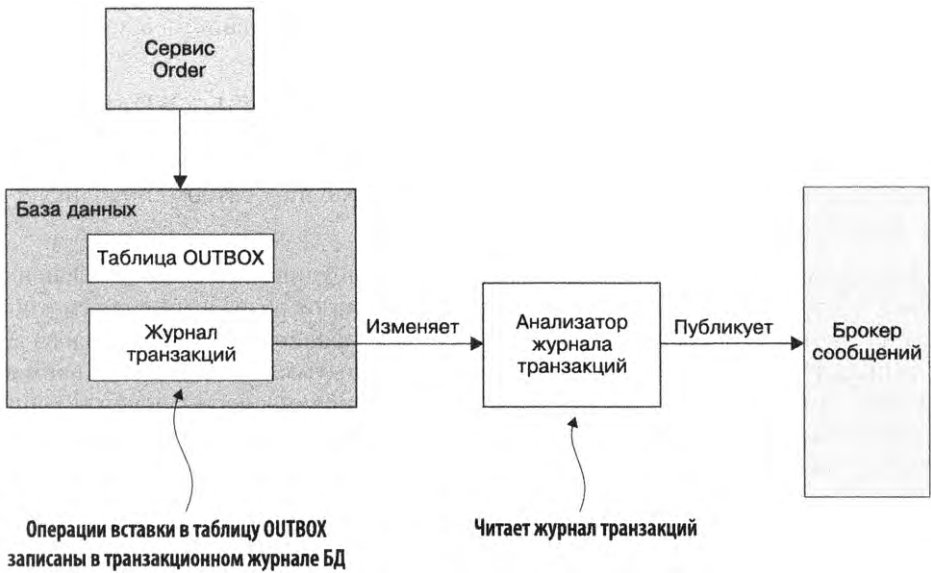 Сервис
Order
База данных
Таблица OUTBOX
Журнал
транзакций
Изменяет
Анализатор
журнала
транзакций
Публикует
Брокер
сообщений
Операции вставки в таблицу OUTBOX
записаны в транзакционном журнале БД
Читает журнал транзакций